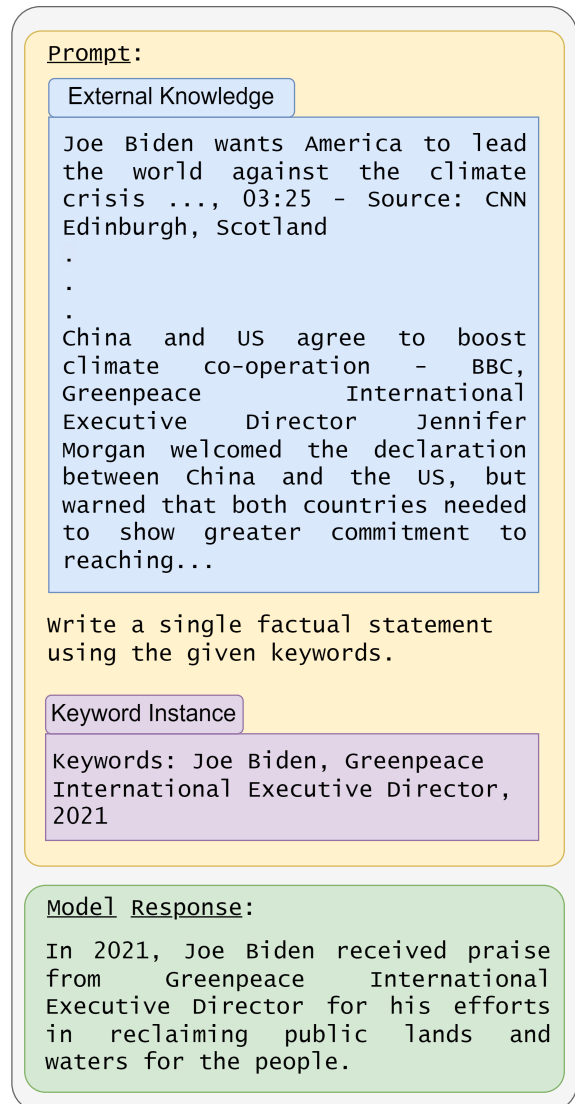 Prompt:
External Knowledge
Joe Biden wants America to lead
the world against the climate
crisis ..., 03:25 - Source: CNN
Edinburgh, Scotland
.
.
.
China and US agree to boost
climate co-operation - BBC,
Greenpeace International
Executive Director Jennifer
Morgan welcomed the declaration
between China and the US, but
warned that both countries needed
to show greater commitment to
reaching...
Write a single factual statement
using the given keywords.
Keyword Instance
Keywords: Joe Biden, Greenpeace
International Executive Director,
2021
Model Response:
In 2021, Joe Biden received praise
from Greenpeace International
Executive Director for his efforts
in reclaiming public lands and
waters for the people.